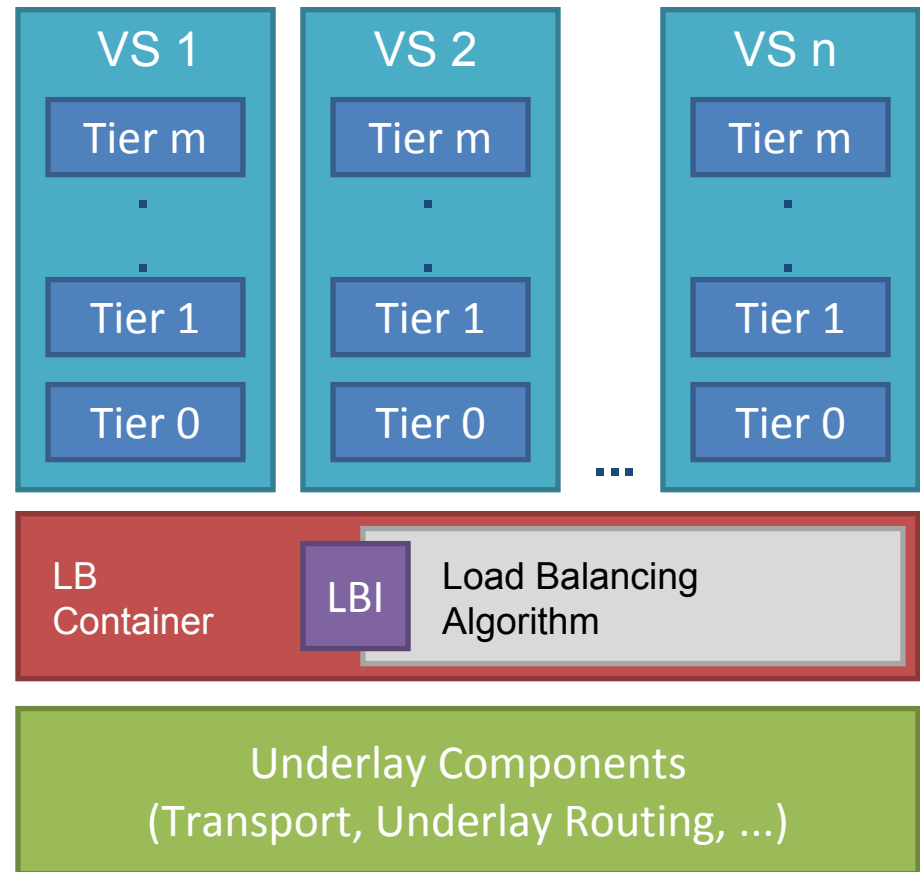 VS 1
Tier m
.
.
Tier 1
Tier 0
VS 2
Tier m
.
.
Tier 1
Tier 0
...
VS n
Tier m
.
.
Tier 1
Tier 0
LB
Container
LBI
Load Balancing
Algorithm
Underlay Components
(Transport, Underlay Routing, ...)